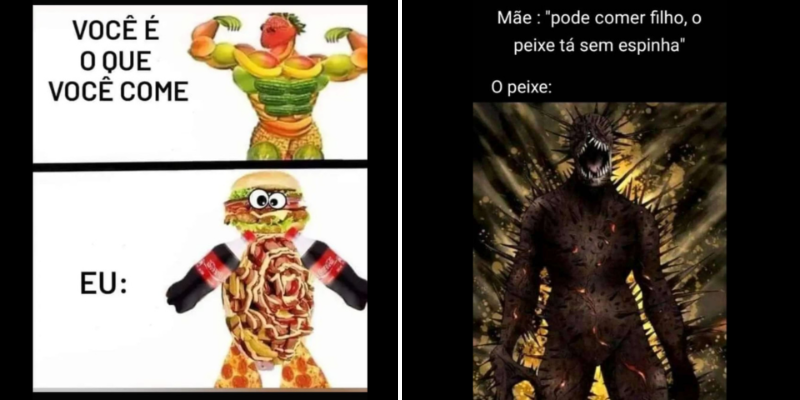 VOCÊ É
O QUE
VOCÊ COME
EU:
Mãe : "pode comer filho, o
peixe tá sem espinha"
O peixe: